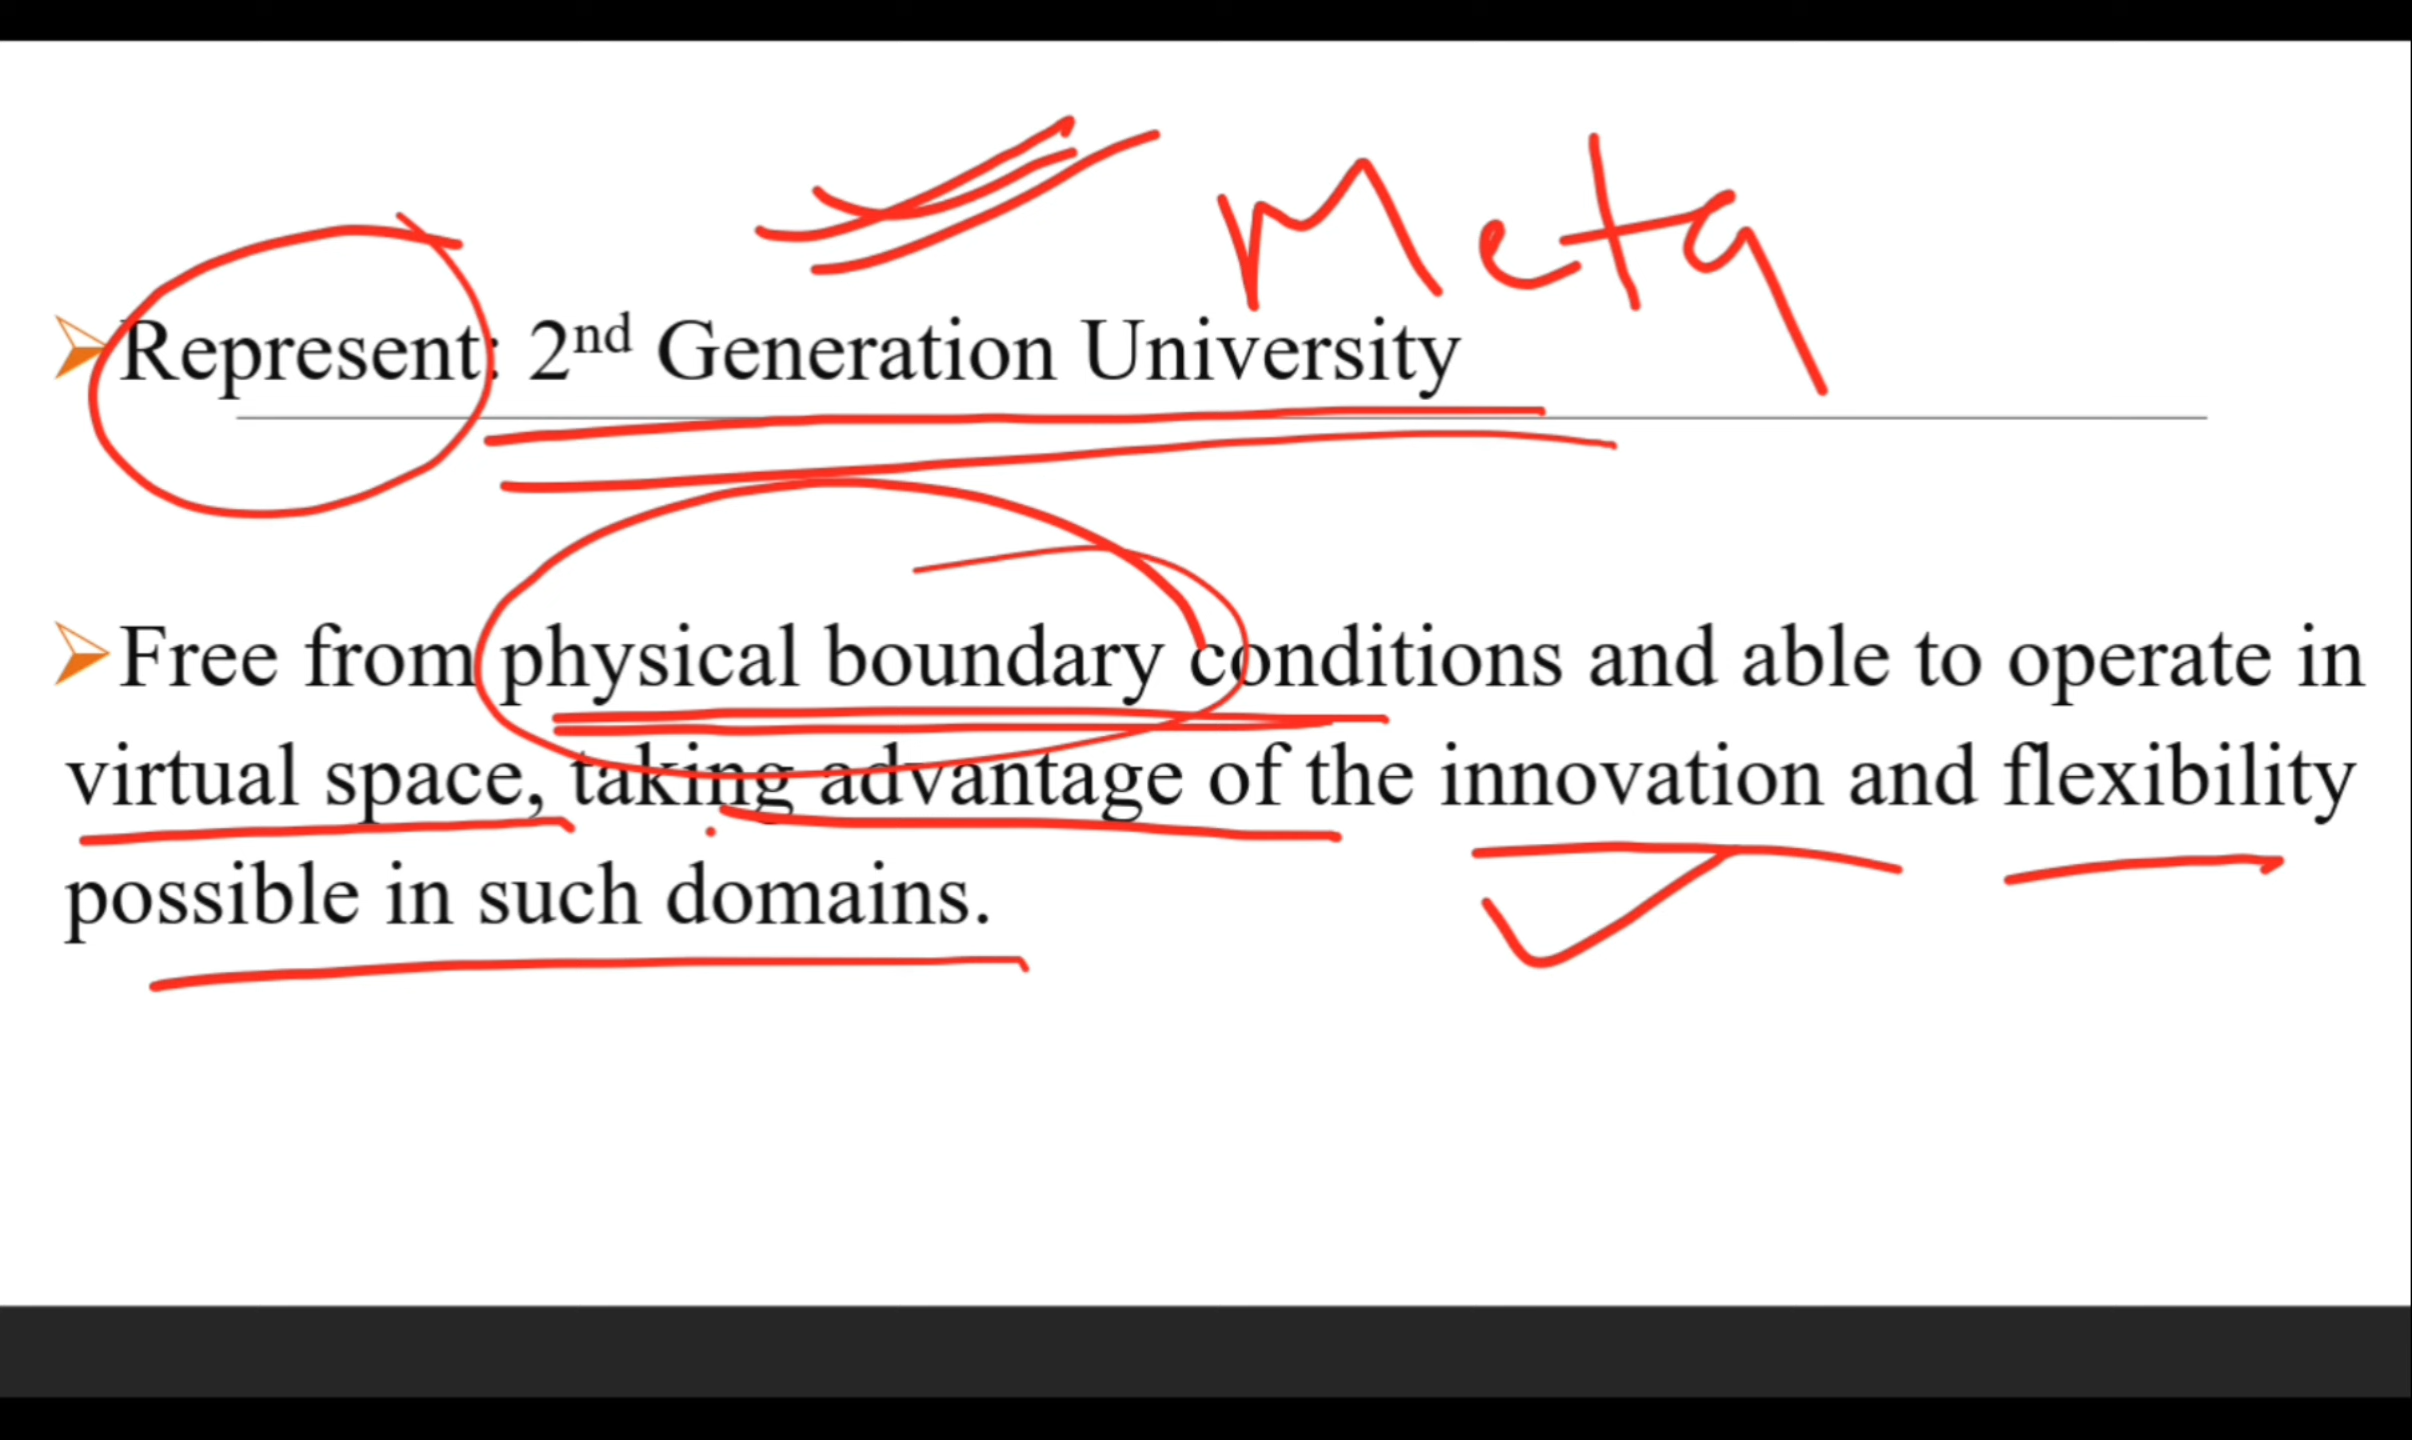 Meta
Represent: 2nd Generation University
Free from physical boundary conditions and able to operate in
virtual space, taking advantage of the innovation and flexibility
possible in such domains.